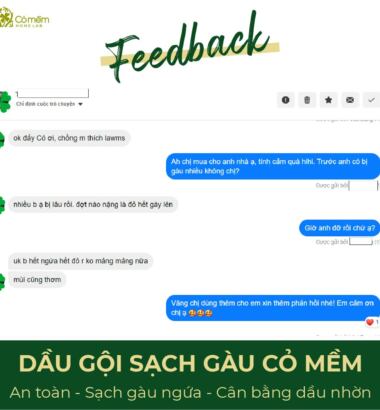 Cỏ mềm
HOME LAB
Feedback
Chỉ định cuộc trò chuyện
ok đấy Cỏ ơi, chồng m thích lawms
Ah chị mua cho anh nhà ạ, tình cảm quá hihi. Trước anh có bị
gàu nhiều không chị?
Được gửi bởi
nhiều b ạ bị lâu rồi. đợt nào nặng là đỏ hết gáy lên
Giờ anh đỡ rồi chứ ạ?
Được gửi bởi
uk b hết ngứa hết đỏ r ko mảng mảng nữa
mùi cũng thơm
Vâng chị dùng thêm cho em xin thêm phản hồi nhé! Em cảm ơn
chị ạ 🥰🥰🥰
❤ 1
DẦU GỘI SẠCH GÀU CỎ MỀM
An toàn - Sạch gàu ngứa - Cân bằng dầu nhờn